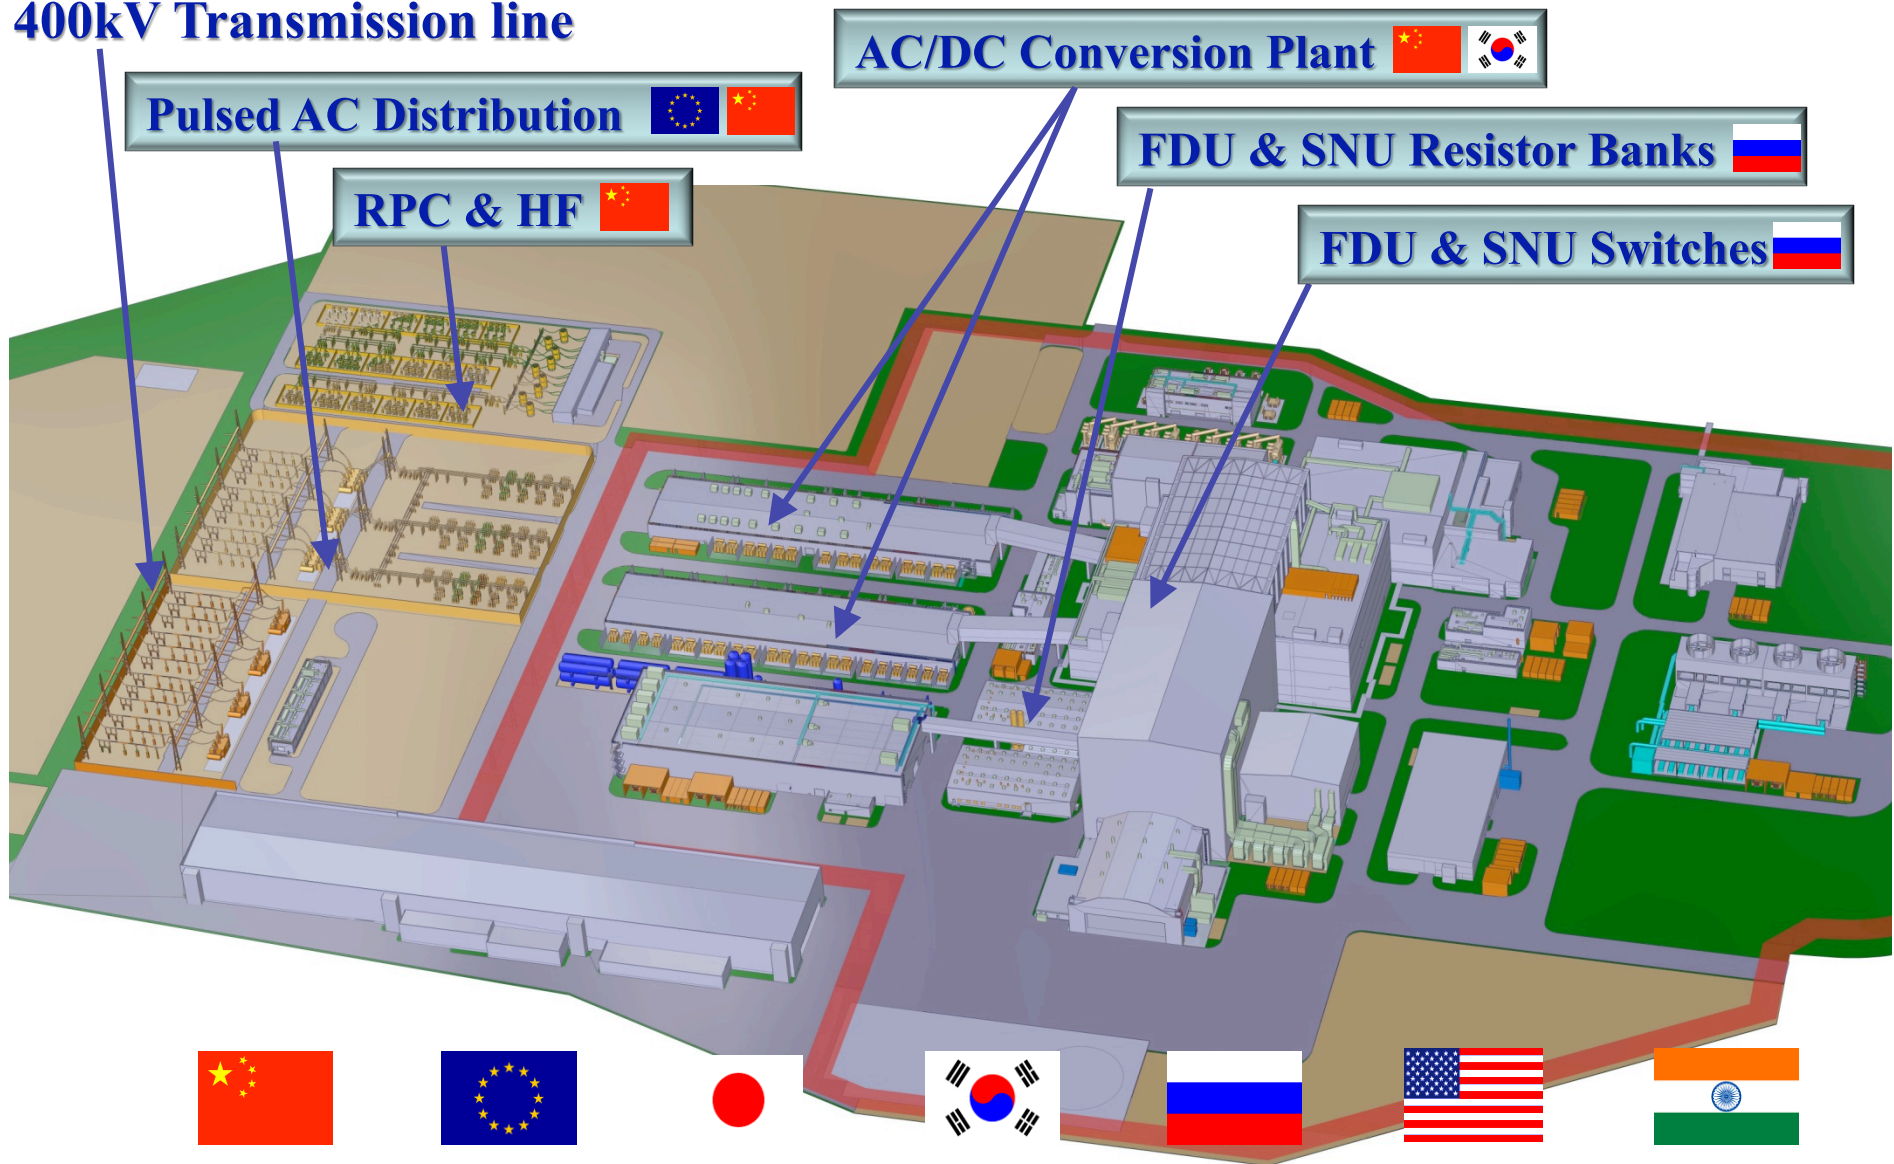 400kV Transmission line
AC/DC Conversion Plant
Pulsed AC Distribution
FDU & SNU Resistor Banks
RPC & HF
FDU & SNU Switches